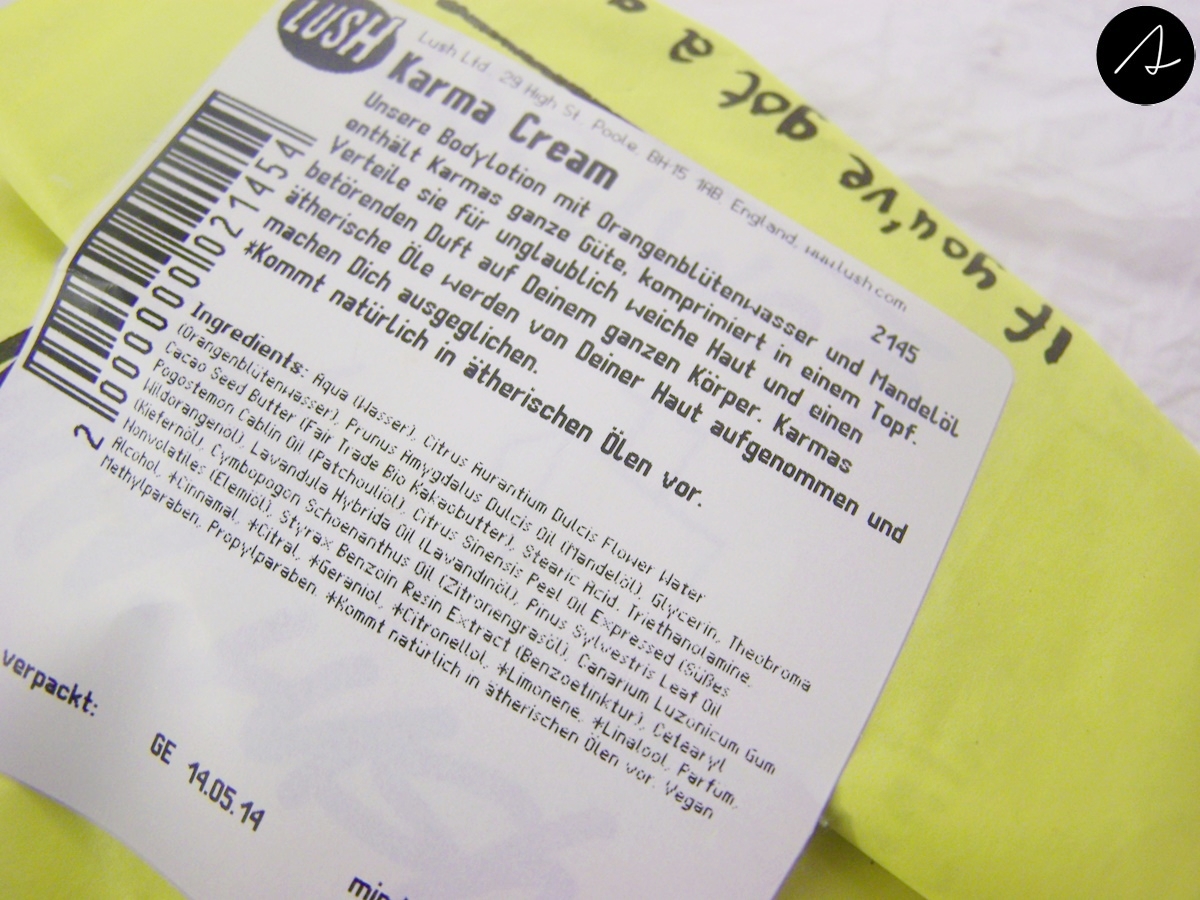 LUSH
Lush Ltd. 29 High St. Poole, BH15 1AB, England. www.lush.com
Karma Cream
2145
Unsere Bodylotion mit Orangenblütenwasser und Mandelöl
enthält Karmas ganze Güte, komprimiert in einem Topf.
Verteile sie für unglaublich weiche Haut und einen
betörenden Duft auf Deinem ganzen Körper. Karmas
ätherische Öle werden von Deiner Haut aufgenommen und
machen Dich ausgeglichen.
*Kommt natürlich in ätherischen Ölen vor.
Ingredients: Aqua (Wasser), Citrus Aurantium Dulcis Flower Water
(Orangenblütenwasser), Prunus Amygdalus Dulcis Oil (Mandelöl), Glycerin, Theobroma
Cacao Seed Butter (Fair Trade Bio Kakaobutter), Stearic Acid, Triethanolamine,
Pogostemon Cablin Oil (Patchouliöl), Citrus Sinensis Peel Oil Expressed (Süßes
Wildorangenöl), Lavandula Hybrida Oil (Lavandinöl), Pinus Sylvestris Leaf Oil
(Kiefernöl), Cymbopogon Schoenanthus Oil (Zitronengrasöl), Canarium Luzonicum Gum
Nonvolatiles (Elemiöl), Styrax Benzoin Resin Extract (Benzoetinktur), Cetearyl
Alcohol, *Cinnamal, *Citral, *Geraniol, *Citronellol, *Limonene, *Linalool, Parfum,
Methylparaben, Propylparaben. *Kommt natürlich in ätherischen Ölen vor. Vegan
2 000000 021454
verpackt:
GE 14.05.14
If you've got a